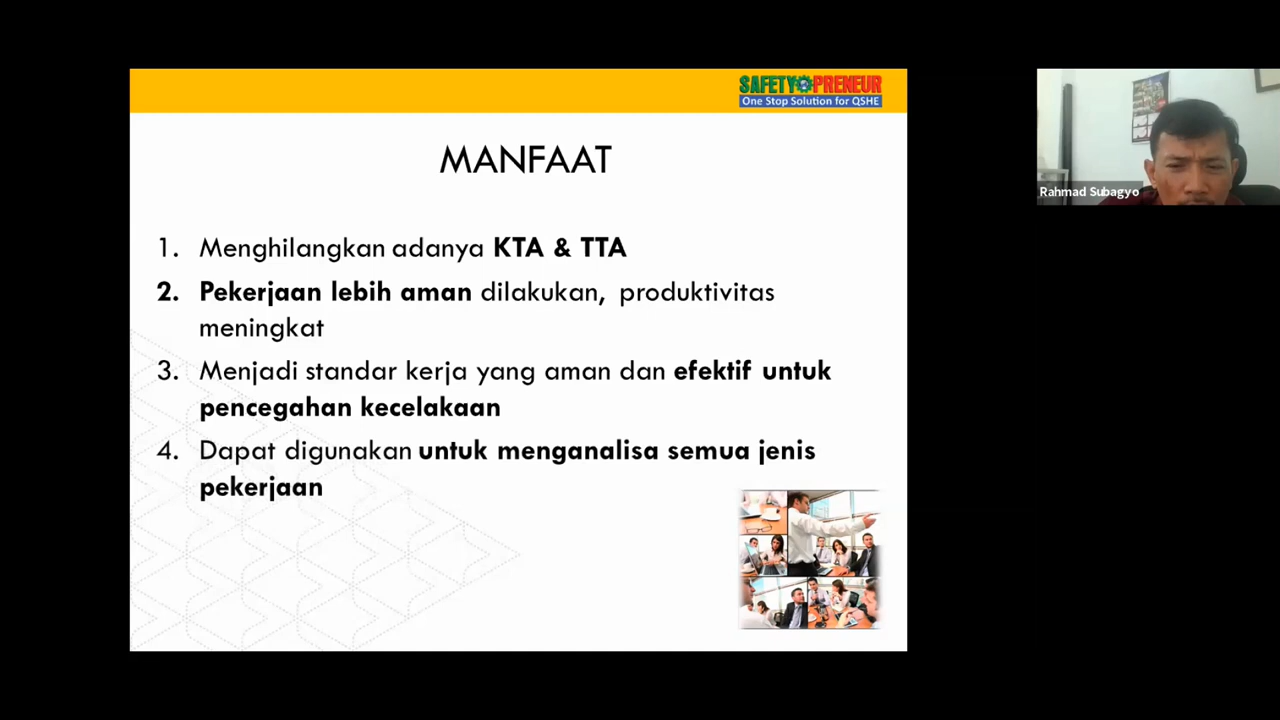 SAFETY PRENEUR
One Stop Solution for QSHE
MANFAAT
1. Menghilangkan adanya KTA & TTA
2. Pekerjaan lebih aman dilakukan, produktivitas
meningkat
3. Menjadi standar kerja yang aman dan efektif untuk
pencegahan kecelakaan
4. Dapat digunakan untuk menganalisa semua jenis
pekerjaan
Rahmad Subagyo